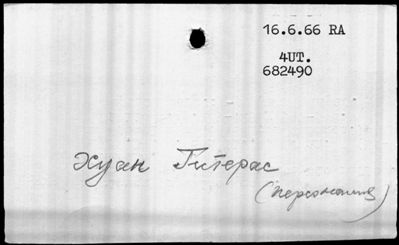 16.6.66 RA
4UT.
682490
Хуан Гитерас
(персоналия)